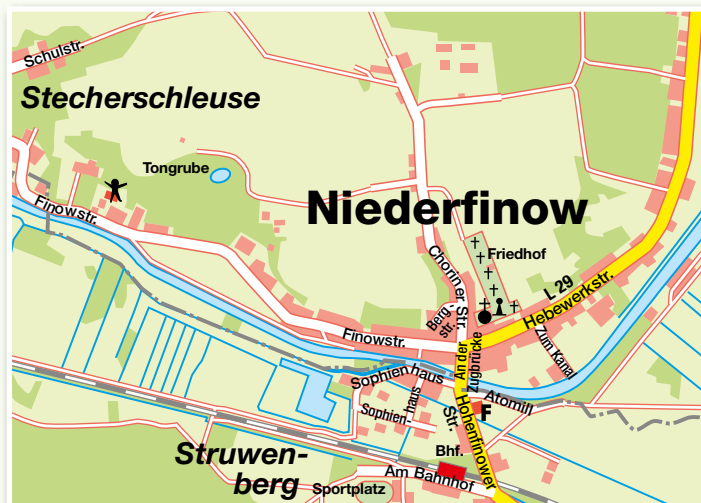 Schulstr.
Stecherschleuse
Tongrube
Finowstr.
Niederfinow
Friedhof
Choriner Str.
L 29
Hebewerkstr.
Berg-
str.
Finowstr.
An der
Zugbrücke
Zum Kanal
Sophienhaus
Sophien-
haus
Atomill
F
Hohenfinower
Str.
Struwen-
berg
Bhf.
Am Bahnhof
Sportplatz